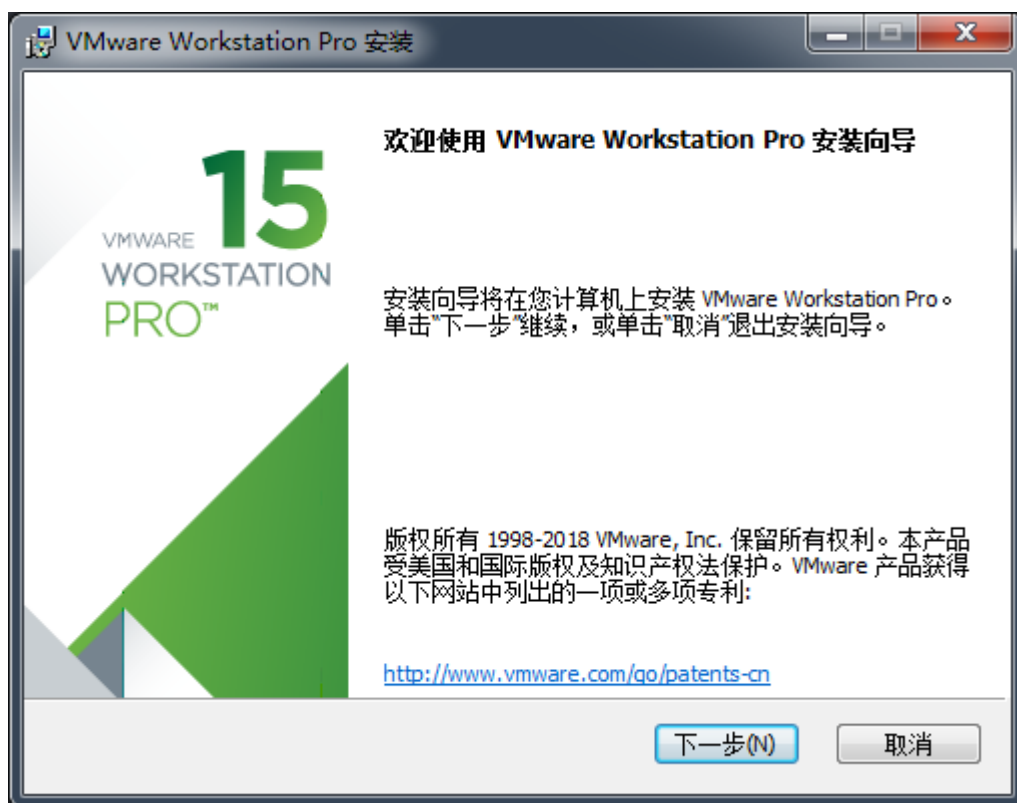 VMware Workstation Pro 安装
欢迎使用 VMware Workstation Pro 安装向导
15
VMWARE
WORKSTATION
PRO™
安装向导将在您计算机上安装 VMware Workstation Pro。
单击"下一步"继续，或单击"取消"退出安装向导。
版权所有 1998-2018 VMware, Inc. 保留所有权利。本产品
受美国和国际版权及知识产权法保护。VMware 产品获得
以下网站中列出的一项或多项专利:
http://www.vmware.com/go/patents-cn
下一步(N)
取消